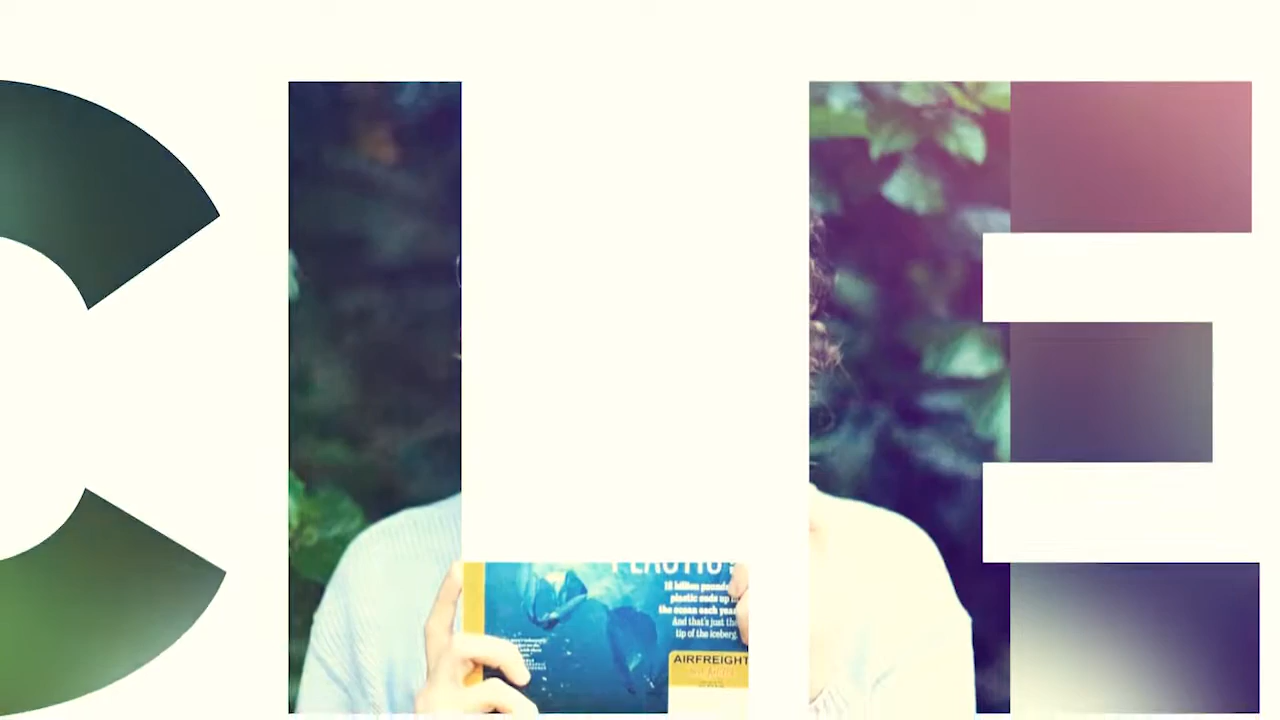 CLE
PLASTIC?
18 billion pounds
plastic ends up in
the ocean each year
And that's just the
tip of the iceberg.
AIRFREIGHT